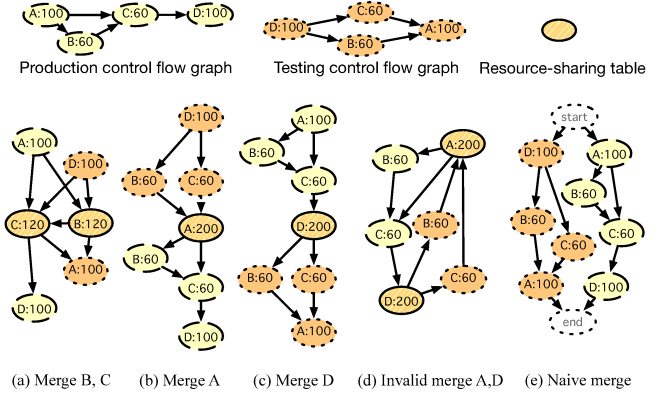 A:100
C:60
D:100
B:60
Production control flow graph
D:100
C:60
B:60
A:100
Testing control flow graph
Resource-sharing table
A:100
D:100
C:120
B:120
A:100
D:100
(a) Merge B, C
D:100
B:60
C:60
A:200
B:60
C:60
D:100
(b) Merge A
A:100
B:60
C:60
D:200
B:60
C:60
A:100
(c) Merge D
A:200
B:60
C:60
B:60
C:60
D:200
(d) Invalid merge A,D
start
D:100
A:100
B:60
B:60
C:60
C:60
A:100
D:100
end
(e) Naive merge